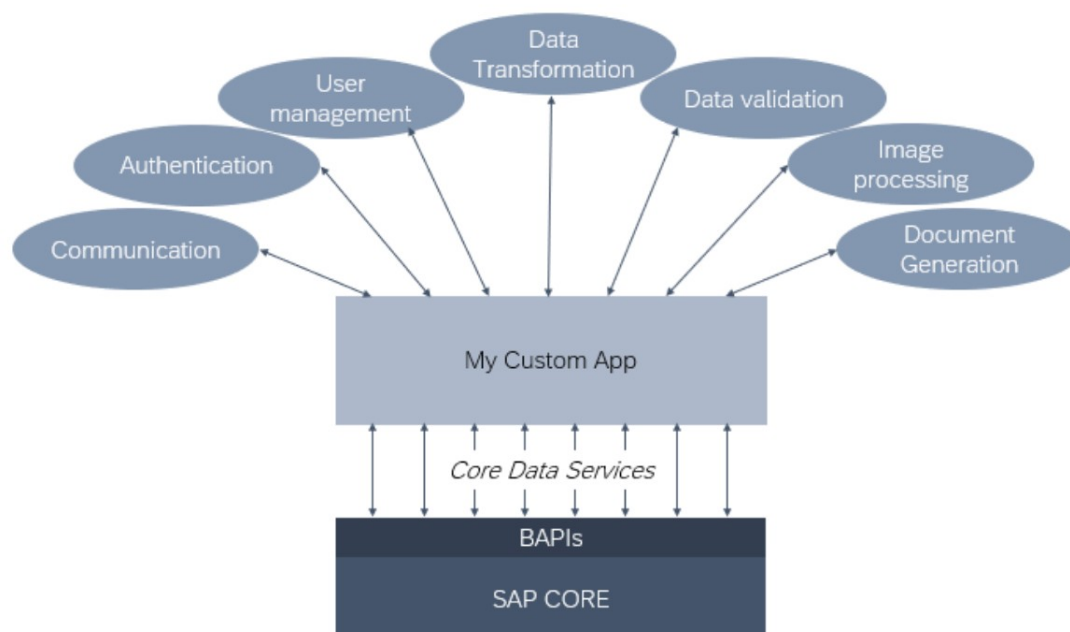 Data
Transformation
User
management
Data validation
Authentication
Image
processing
Communication
Document
Generation
My Custom App
Core Data Services
BAPIs
SAP CORE